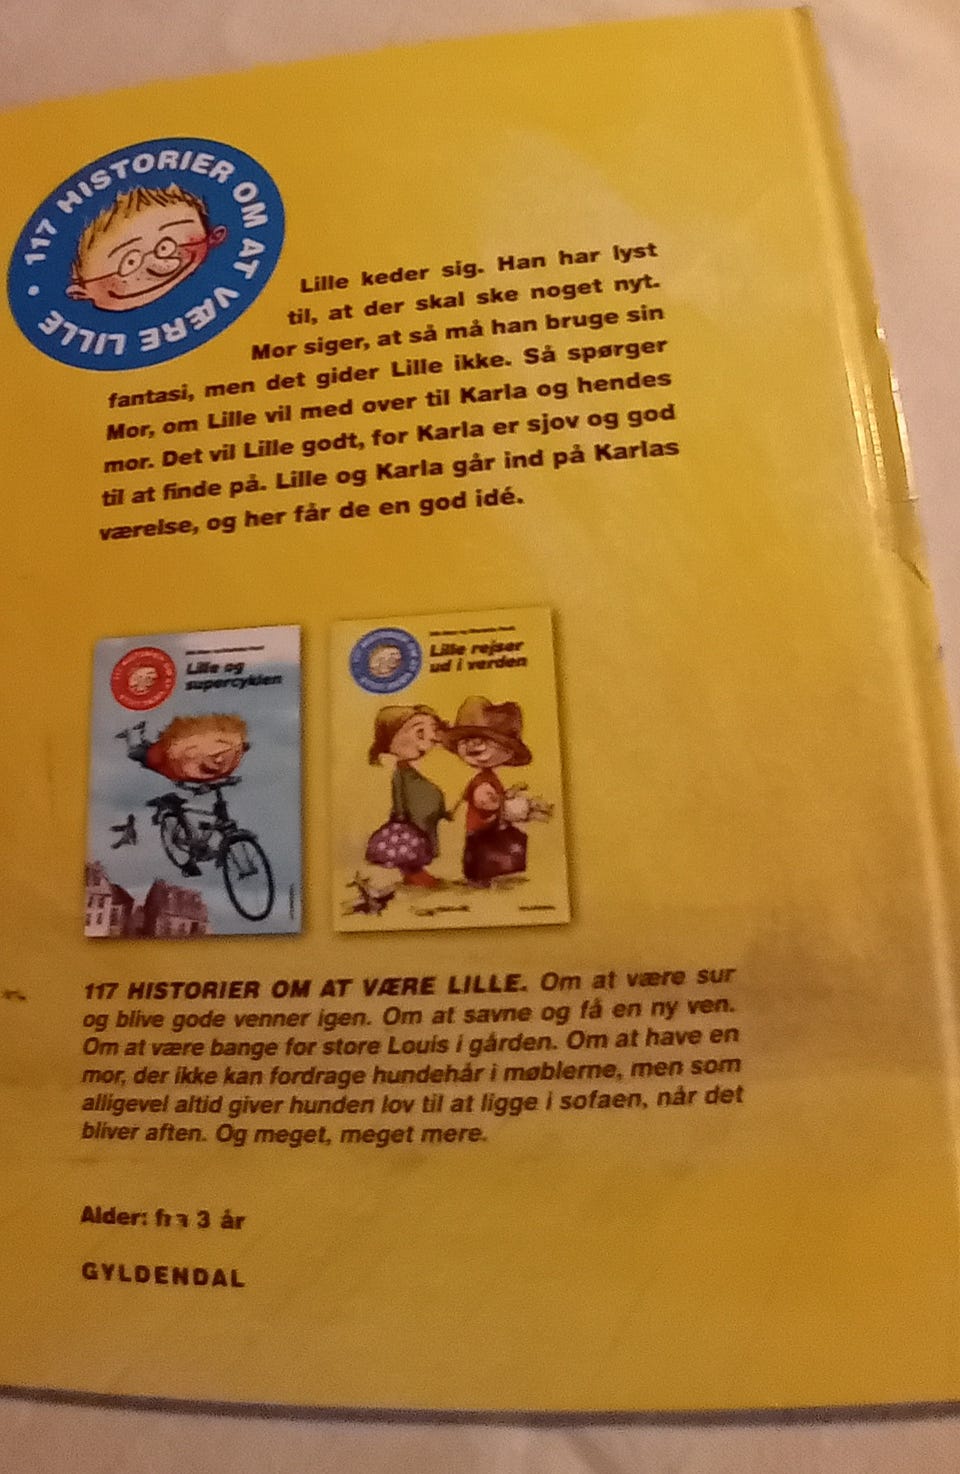 • 117 HISTORIER OM AT VÆRE LILLE
Lille keder sig. Han har lyst
til, at der skal ske noget nyt.
Mor siger, at så må han bruge sin
fantasi, men det gider Lille ikke. Så spørger
Mor, om Lille vil med over til Karla og hendes
mor. Det vil Lille godt, for Karla er sjov og god
til at finde på. Lille og Karla går ind på Karlas
værelse, og her får de en god idé.
Lille og
supercyklen
Lille rejser
ud i verden
117 HISTORIER OM AT VÆRE LILLE. Om at være sur
og blive gode venner igen. Om at savne og få en ny ven.
Om at være bange for store Louis i gården. Om at have en
mor, der ikke kan fordrage hundehår i møblerne, men som
alligevel altid giver hunden lov til at ligge i sofaen, når det
bliver aften. Og meget, meget mere.
Alder: fra 3 år
GYLDENDAL